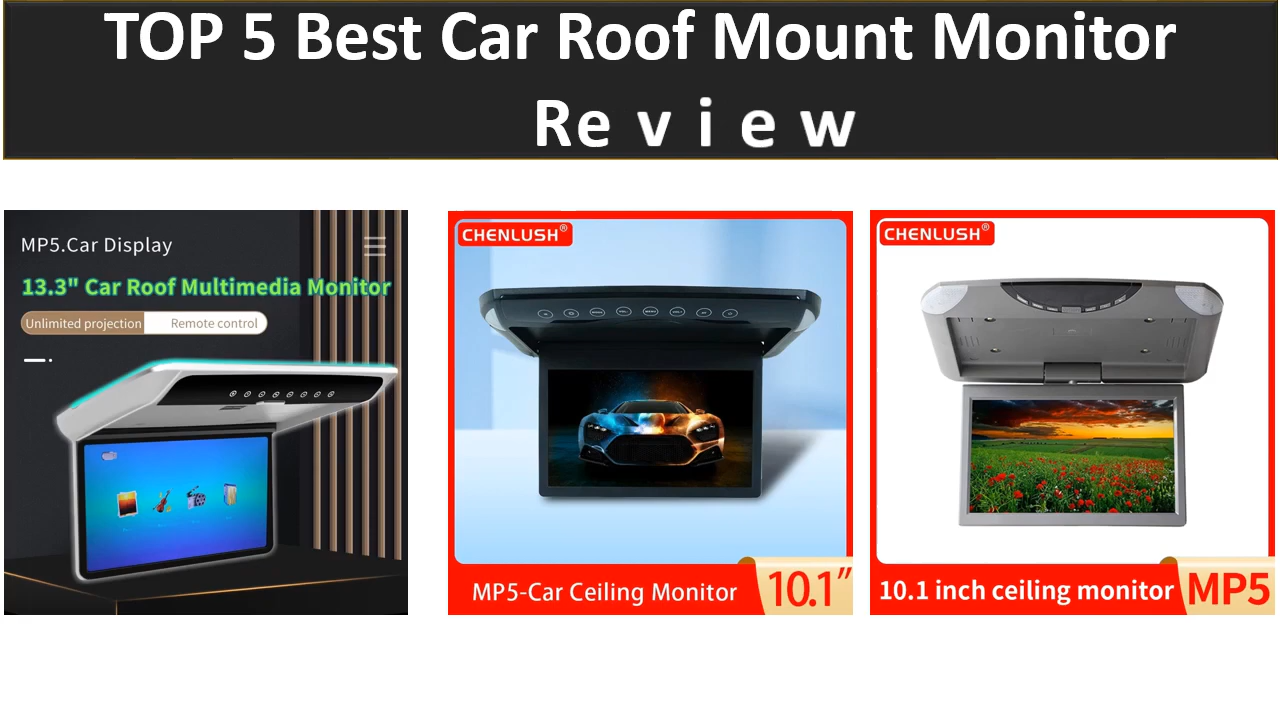 TOP 5 Best Car Roof Mount Monitor
Review
MP5.Car Display
13.3" Car Roof Multimedia Monitor
Unlimited projection Remote control
CHENLUSH®
MP5-Car Ceiling Monitor 10.1”
CHENLUSH®
10.1 inch ceiling monitor MP5